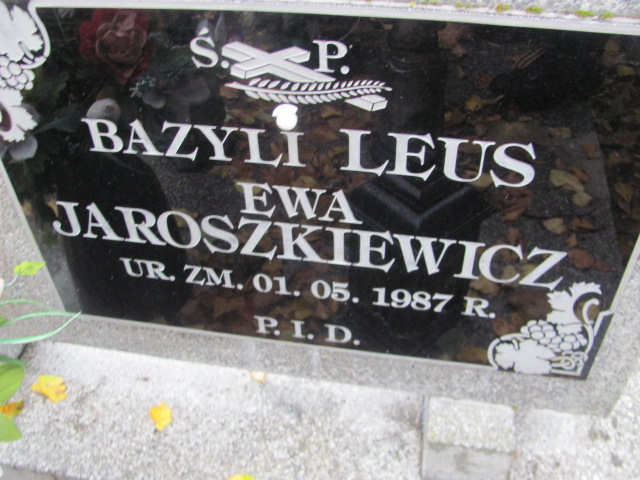 Ś. P.
BAZYLI LEUS
EWA
JAROSZKIEWICZ
UR. ZM. 01. 05. 1987 R.
P. I. D.